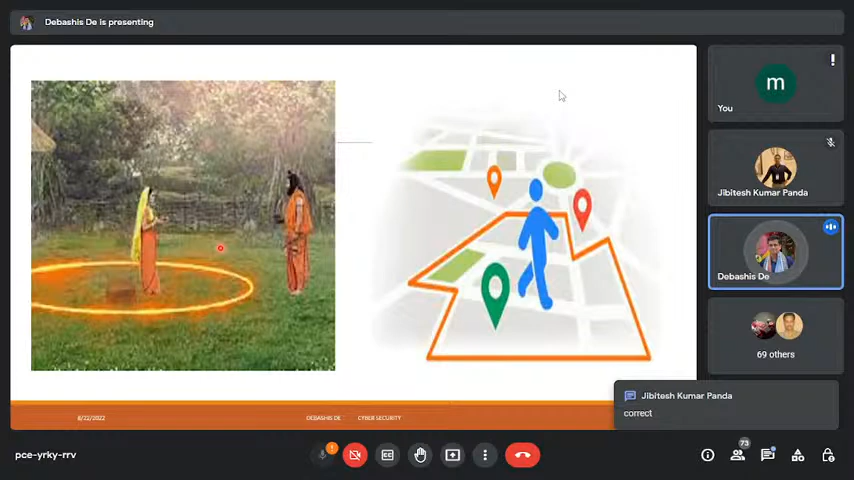 Debashis De is presenting
m
You
Jibitesh Kumar Panda
Debashis De
69 others
Jibitesh Kumar Panda
correct
8/22/2022
DEBASHIS DE
CYBER SECURITY
pce-yrky-rrv
73